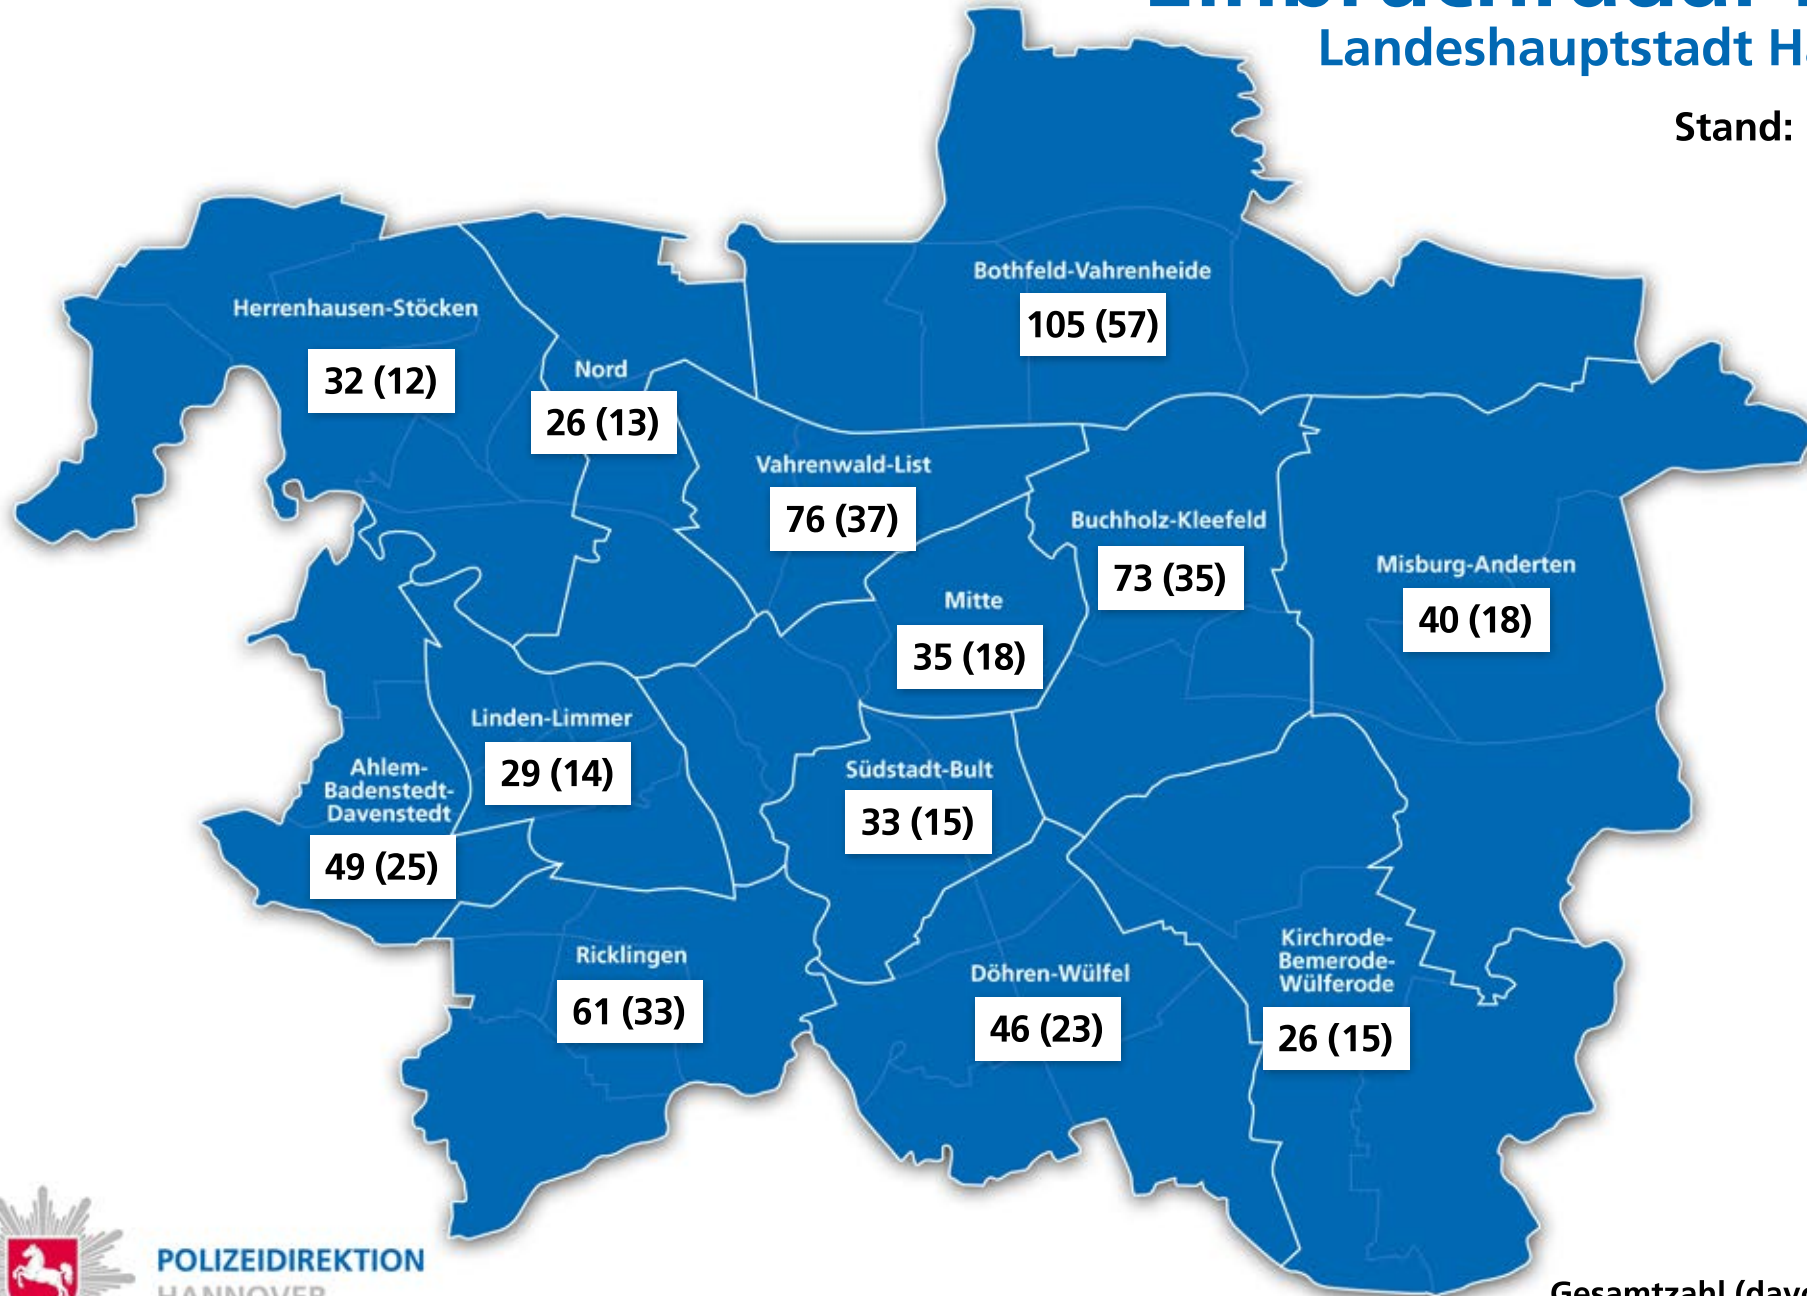 Landeshauptstadt
Stand:
Bothfeld-Vahrenheide
105 (57)
Herrenhausen-Stöcken
32 (12)
Nord
26 (13)
Vahrenwald-List
76 (37)
Buchholz-Kleefeld
73 (35)
Misburg-Anderten
40 (18)
Mitte
35 (18)
Linden-Limmer
29 (14)
Südstadt-Bult
33 (15)
Ahlem-
Badenstedt-
Davenstedt
49 (25)
Ricklingen
61 (33)
Döhren-Wülfel
46 (23)
Kirchrode-
Bemerode-
Wülferode
26 (15)
POLIZEIDIREKTION
HANNOVER
Gesamtzahl